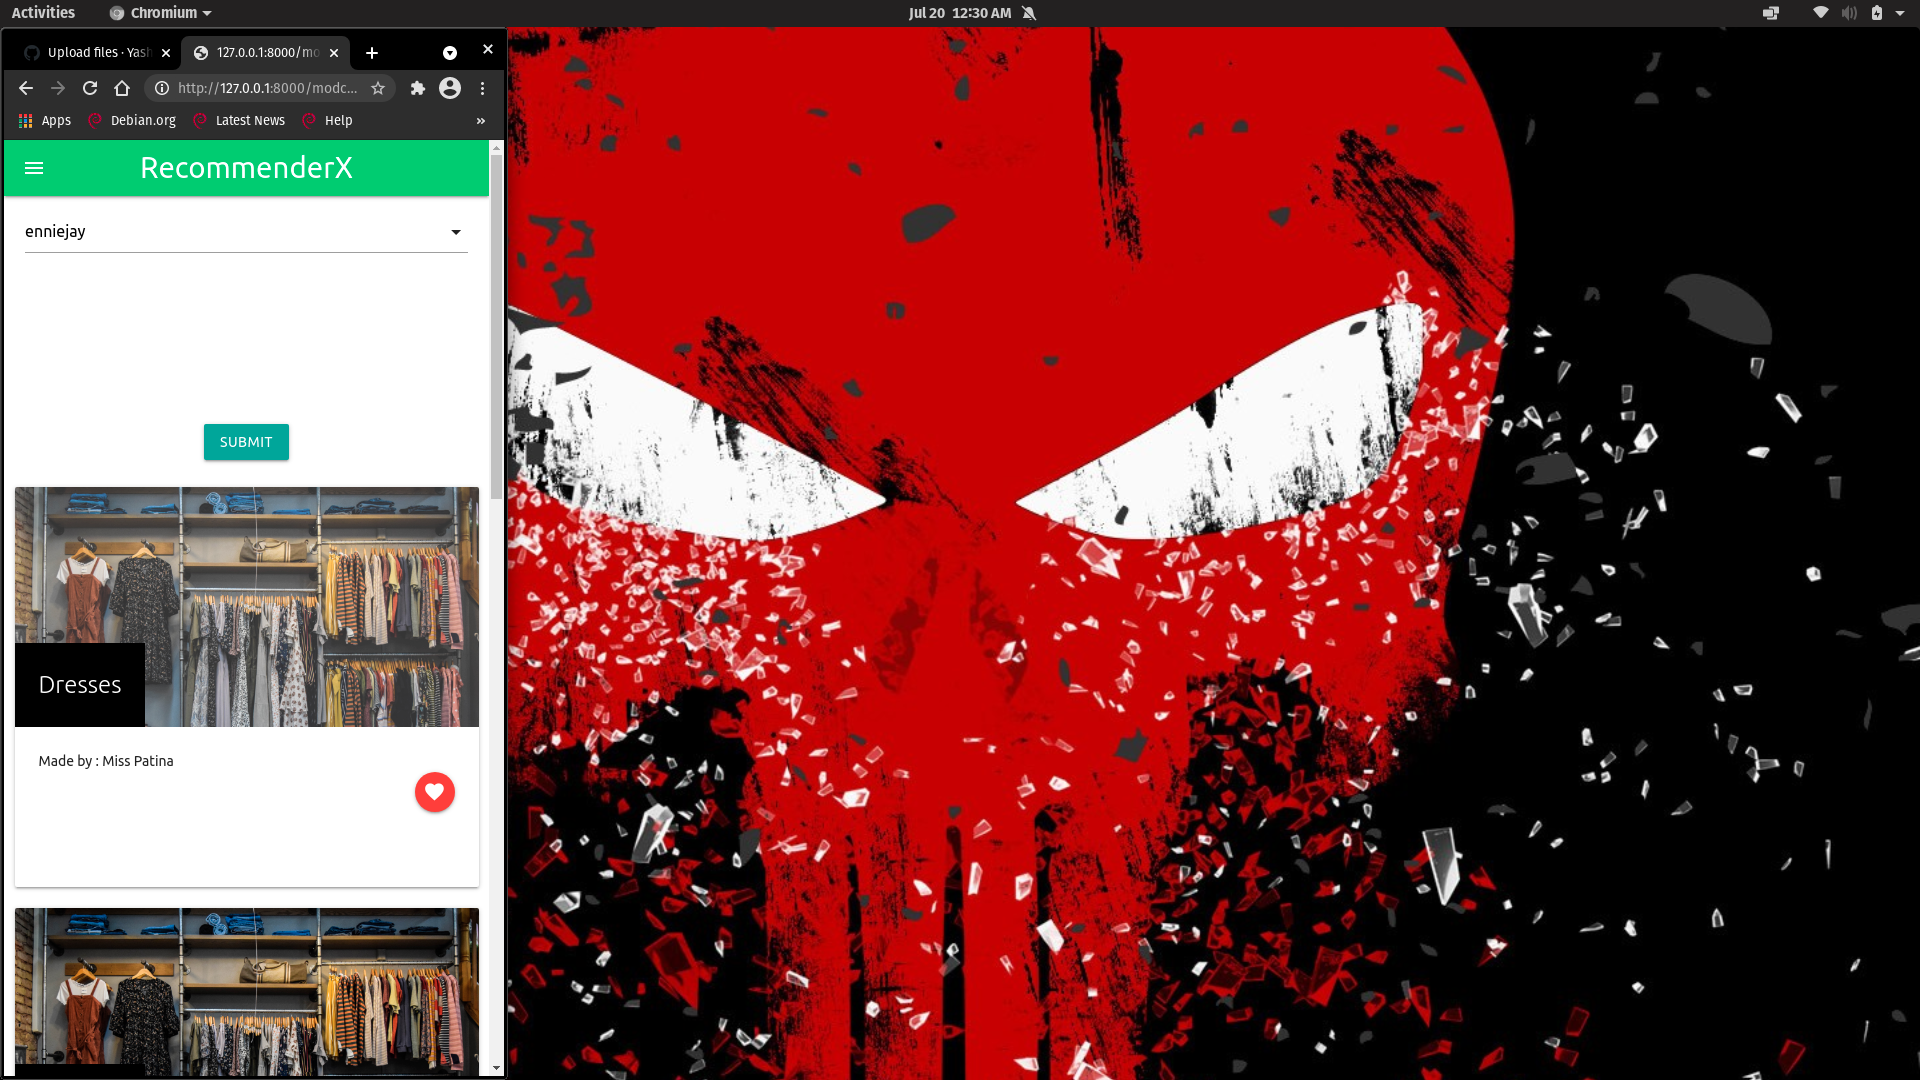 Activities
Chromium
Jul 20 12:30 AM
Upload files · Yash
127.0.0.1:8000/mo
http://127.0.0.1:8000/modc...
Apps
Debian.org
Latest News
Help
»
RecommenderX
enniejay
SUBMIT
Dresses
Made by : Miss Patina